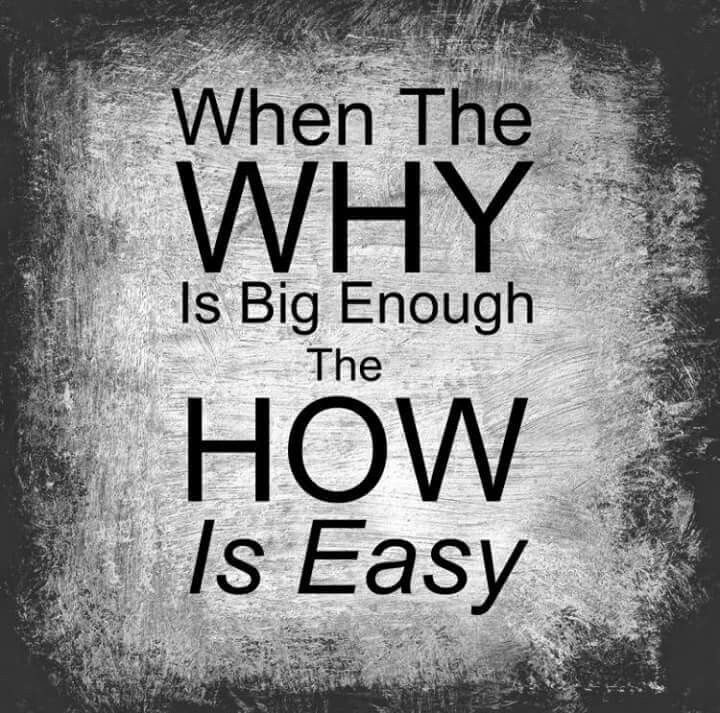 When The
WHY
Is Big Enough
The
HOW
Is Easy